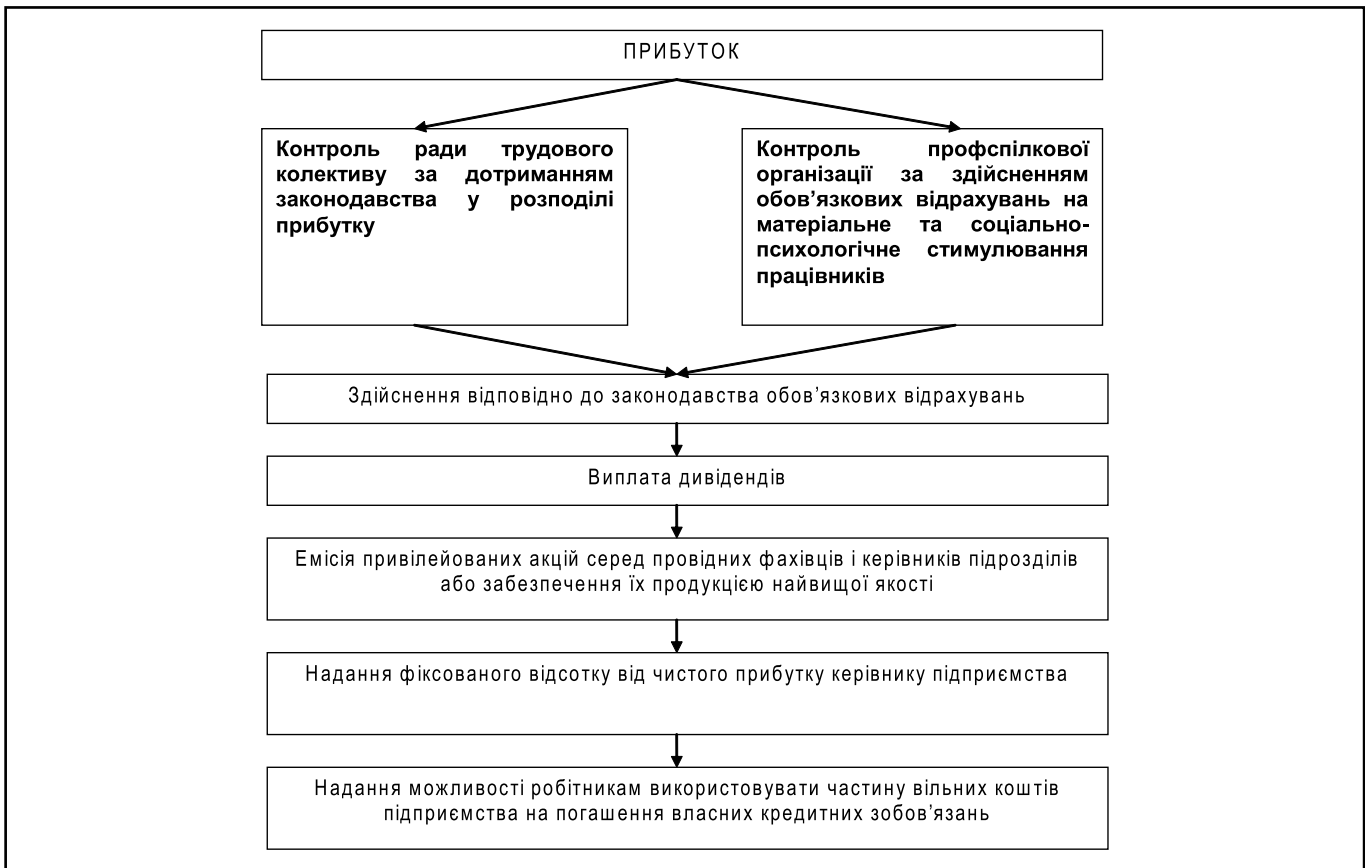 ПРИБУТОК
Контроль ради трудового
колективу за дотриманням
законодавства у розподілі
прибутку
Контроль профспілкової
організації за здійсненням
обов’язкових відрахувань на
матеріальне та соціально-
психологічне стимулювання
працівників
Здійснення відповідно до законодавства обов’язкових відрахувань
Виплата дивидендів
Емісія привілейованих акцій серед провідних фахівців і керівників підрозділів
або забезпечення їх продукцією найвищої якості
Надання фіксованого відсотку від чистого прибутку керівнику підприємства
Надання можливості робітникам використовувати частину вільних коштів
підприємства на погашення власних кредитних зобов’язань